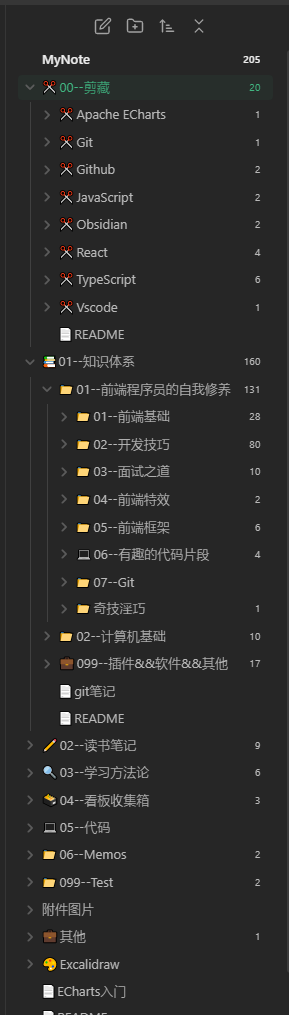 MyNote 205
00--剪藏 20
Apache ECharts 1
Git 1
Github 2
JavaScript 2
Obsidian 2
React 4
TypeScript 6
Vscode 1
README
01--知识体系 160
01--前端程序员的自我修养 131
01--前端基础 28
02--开发技巧 80
03--面试之道 10
04--前端特效 2
05--前端框架 6
06--有趣的代码片段 4
07--Git
奇技淫巧 1
02--计算机基础 10
099--插件&&软件&&其他 17
git笔记
README
02--读书笔记 9
03--学习方法论 6
04--看板收集箱 3
05--代码
06--Memos 2
099--Test 2
附件图片
其他 1
Excalidraw
ECharts入门
README